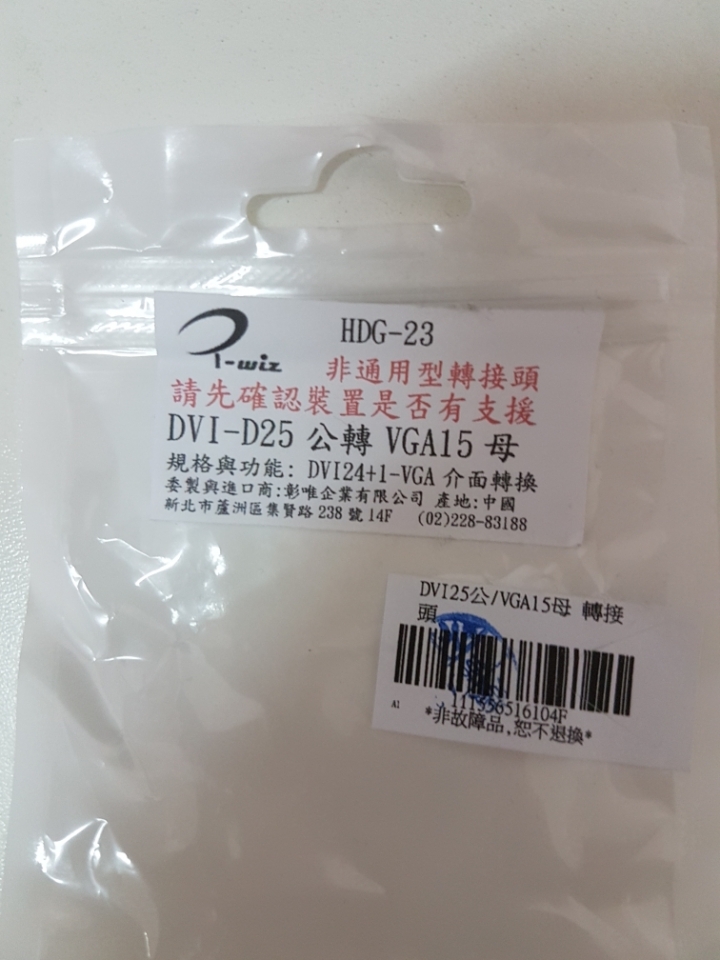 HDG-23
I-wiz
非通用型轉接頭
請先確認裝置是否有支援
DVI-D25 公轉 VGA15 母
規格與功能: DVI24+1-VGA 介面轉換
委製與進口商:彰唯企業有限公司 產地:中國
新北市蘆洲區集賢路 238 號 14F (02)228-83188
DVI25公/VGA15母 轉接
頭
A1
*非故障品,恕不退換*